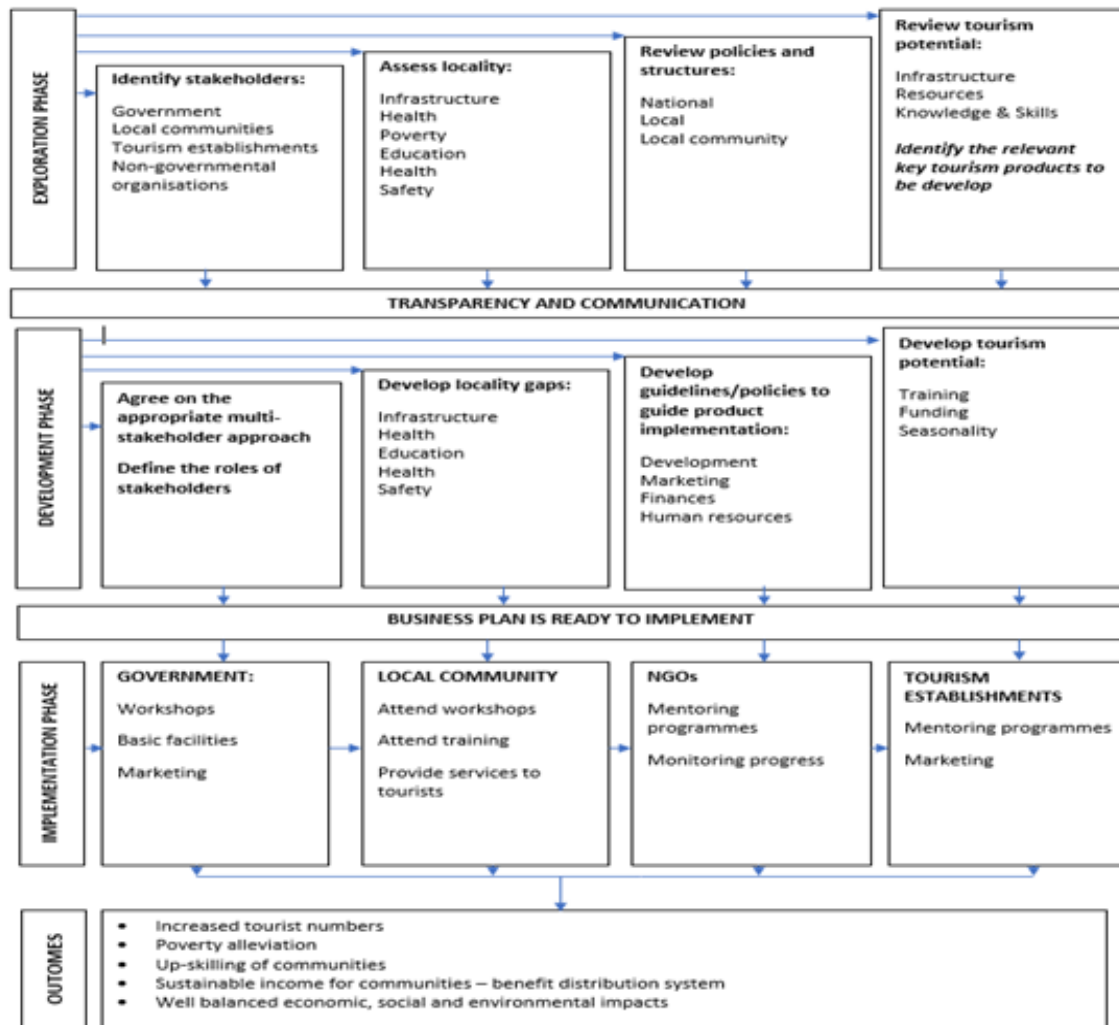 EXPLORATION PHASE
Identify stakeholders:
Government
Local communities
Tourism establishments
Non-governmental
organisations
Assess locality:
Infrastructure
Health
Poverty
Education
Health
Safety
Review policies and
structures:
National
Local
Local community
Review tourism
potential:
Infrastructure
Resources
Knowledge & Skills
Identify the relevant
key tourism products to
be develop
TRANSPARENCY AND COMMUNICATION
DEVELOPMENT PHASE
Agree on the
appropriate multi-
stakeholder approach
Define the roles of
stakeholders
Develop locality gaps:
Infrastructure
Health
Education
Health
Safety
Develop
guidelines/policies to
guide product
implementation:
Development
Marketing
Finances
Human resources
Develop tourism
potential:
Training
Funding
Seasonality
BUSINESS PLAN IS READY TO IMPLEMENT
IMPLEMENTATION PHASE
GOVERNMENT:
Workshops
Basic facilities
Marketing
LOCAL COMMUNITY
Attend workshops
Attend training
Provide services to
tourists
NGOs
Mentoring
programmes
Monitoring progress
TOURISM
ESTABLISHMENTS
Mentoring programmes
Marketing
OUTCOMES
• Increased tourist numbers
• Poverty alleviation
• Up-skilling of communities
• Sustainable income for communities – benefit distribution system
• Well balanced economic, social and environmental impacts